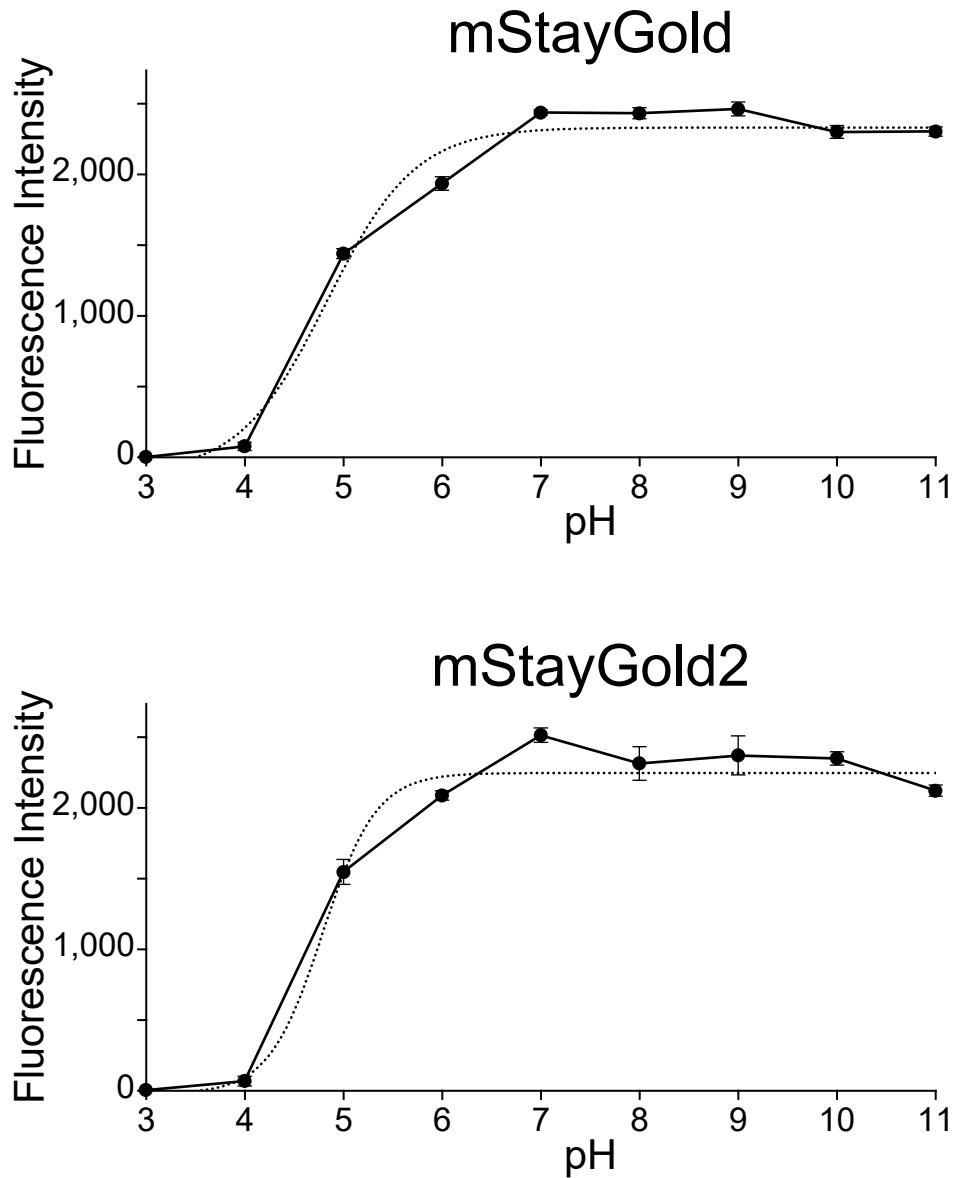 mStayGold
Fluorescence Intensity
2,000
1,000
0
3 4 5 6 7 8 9 10 11
pH
mStayGold2
Fluorescence Intensity
2,000
1,000
0
3 4 5 6 7 8 9 10 11
pH